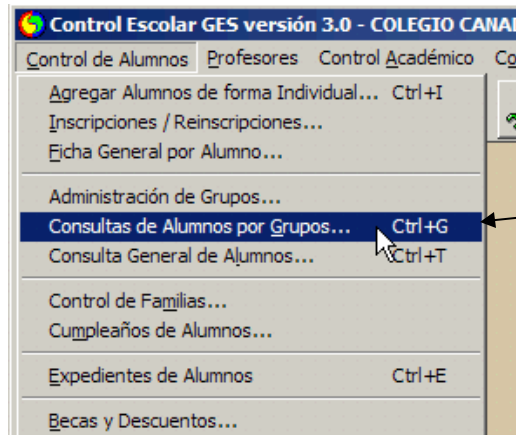 Control Escolar GES versión 3.0 - COLEGIO CANA
Control de Alumnos Profesores Control Académico Co
Agregar Alumnos de forma Individual... Ctrl+I
Inscripciones / Reinscripciones...
Ficha General por Alumno...
Administración de Grupos...
Consultas de Alumnos por Grupos... Ctrl+G
Consulta General de Alumnos... Ctrl+T
Control de Familias...
Cumpleaños de Alumnos...
Expedientes de Alumnos Ctrl+E
Becas y Descuentos...